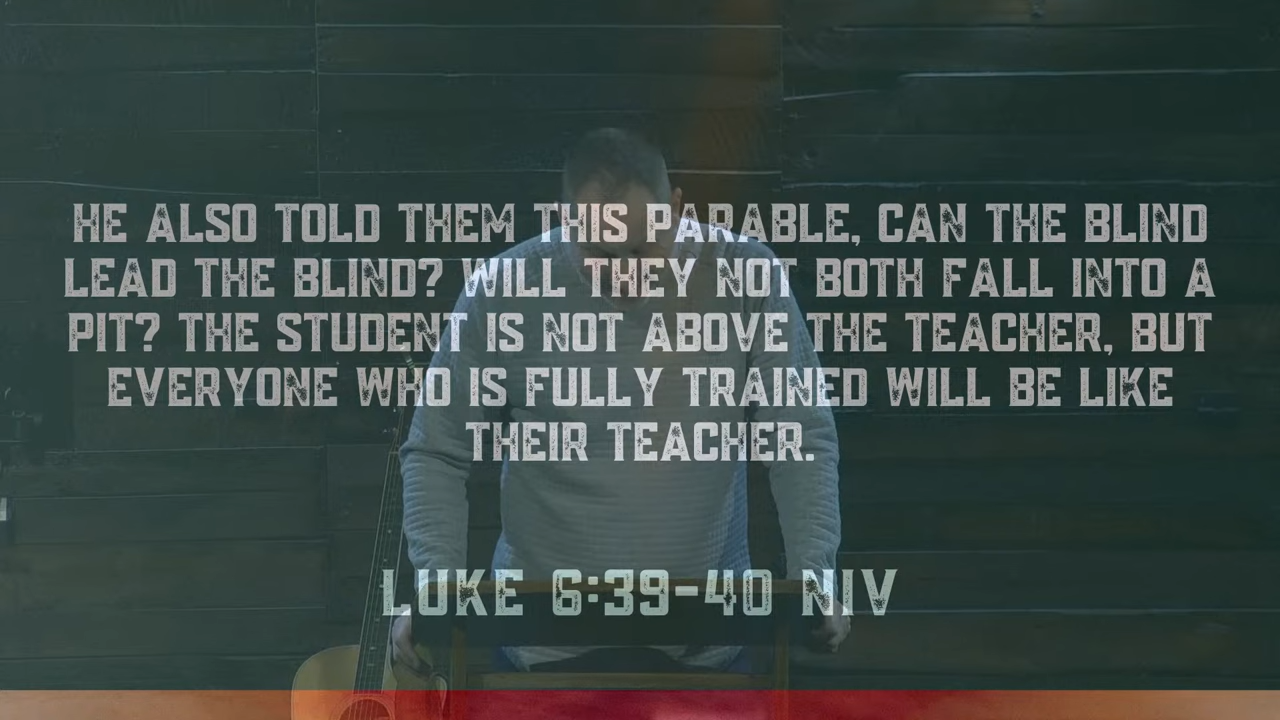 HE ALSO TOLD THEM THIS PARABLE, CAN THE BLIND
LEAD THE BLIND? WILL THEY NOT BOTH FALL INTO A
PIT? THE STUDENT IS NOT ABOVE THE TEACHER, BUT
EVERYONE WHO IS FULLY TRAINED WILL BE LIKE
THEIR TEACHER.
LUKE 6:39-40 NIV